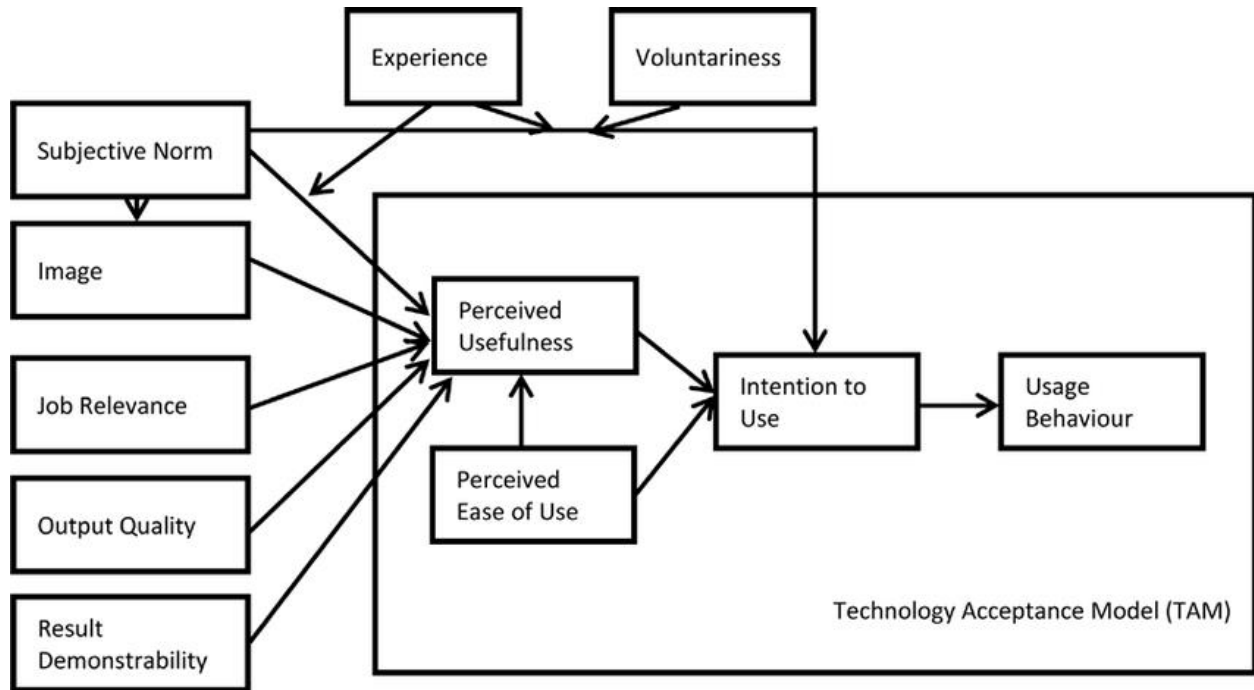 Experience
Voluntariness
Subjective Norm
Image
Perceived
Usefulness
Job Relevance
Intention to
Use
Usage
Behaviour
Perceived
Ease of Use
Output Quality
Result
Demonstrability
Technology Acceptance Model (TAM)